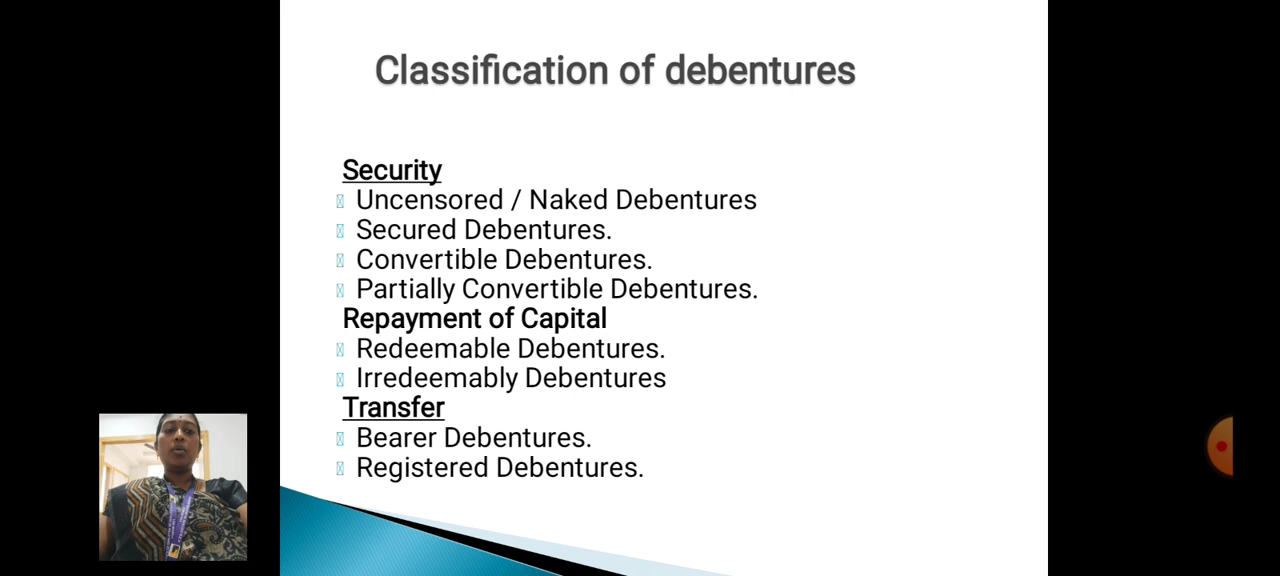 Classification of debentures
Security
Uncensored / Naked Debentures
Secured Debentures.
Convertible Debentures.
Partially Convertible Debentures.
Repayment of Capital
Redeemable Debentures.
Irredeemably Debentures
Transfer
Bearer Debentures.
Registered Debentures.